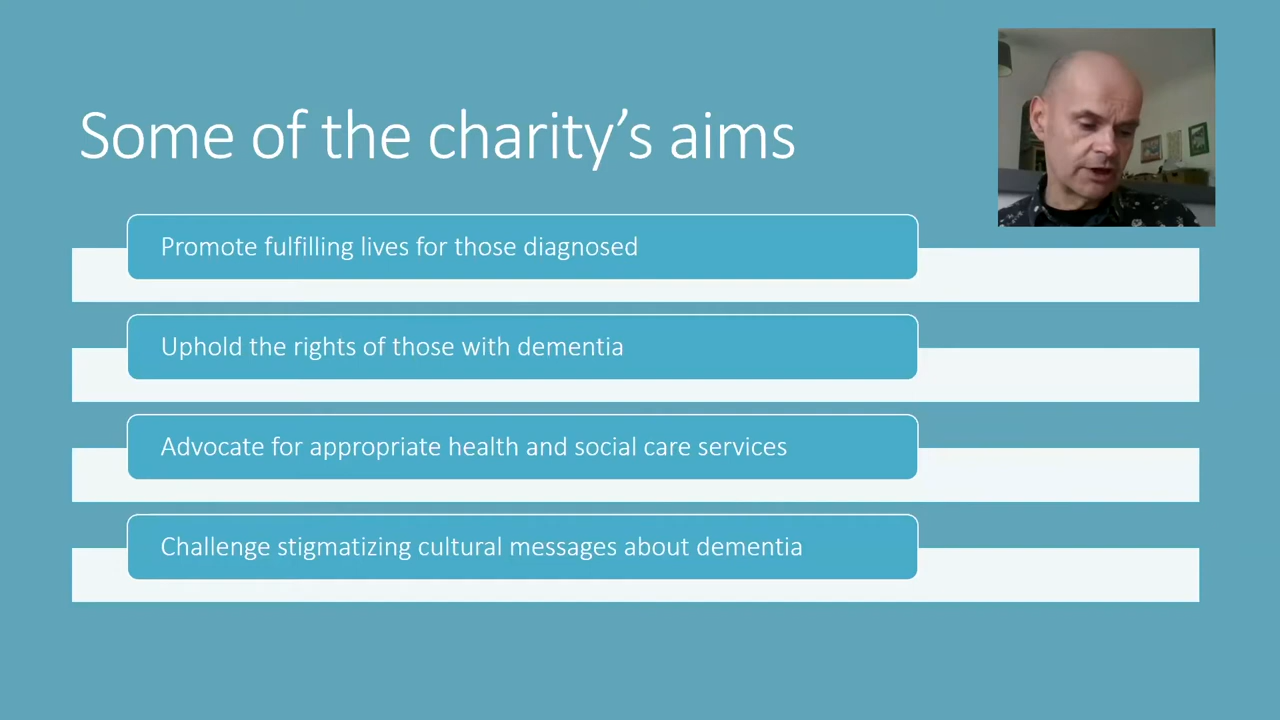 Some of the charity’s aims
Promote fulfilling lives for those diagnosed
Uphold the rights of those with dementia
Advocate for appropriate health and social care services
Challenge stigmatizing cultural messages about dementia